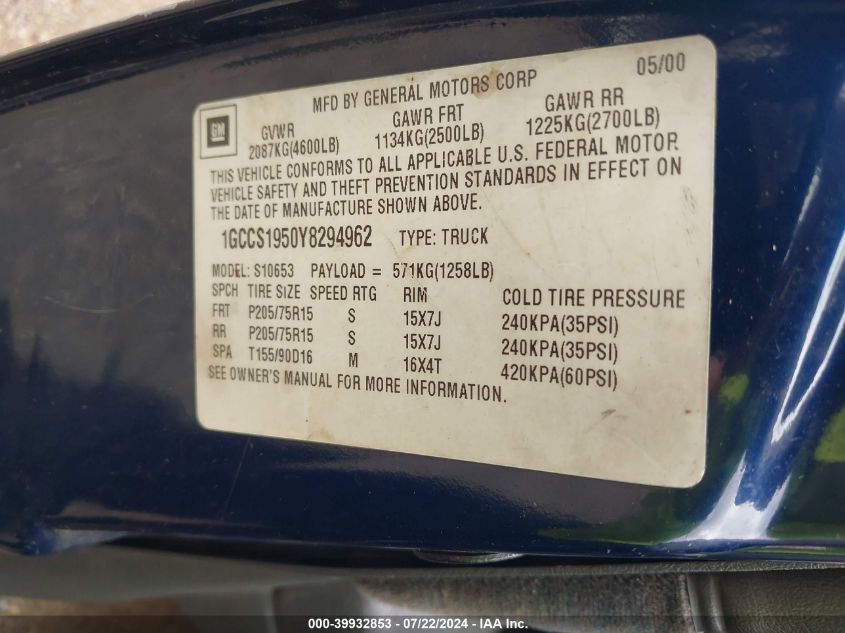 05/00
MFD BY GENERAL MOTORS CORP
GM
GVWR GAWR FRT GAWR RR
2087KG(4600LB) 1134KG(2500LB) 1225KG(2700LB)
THIS VEHICLE CONFORMS TO ALL APPLICABLE U.S. FEDERAL MOTOR
VEHICLE SAFETY AND THEFT PREVENTION STANDARDS IN EFFECT ON
THE DATE OF MANUFACTURE SHOWN ABOVE.
1GCCS1950Y8294962 TYPE: TRUCK
MODEL: S10653 PAYLOAD = 571KG(1258LB)
SPCH TIRE SIZE SPEED RTG RIM COLD TIRE PRESSURE
FRT P205/75R15 S 15X7J 240KPA(35PSI)
RR P205/75R15 S 15X7J 240KPA(35PSI)
SPA T155/90D16 M 16X4T 420KPA(60PSI)
SEE OWNER'S MANUAL FOR MORE INFORMATION.
000-39932853 / 07/22/2024 - IAA Inc.